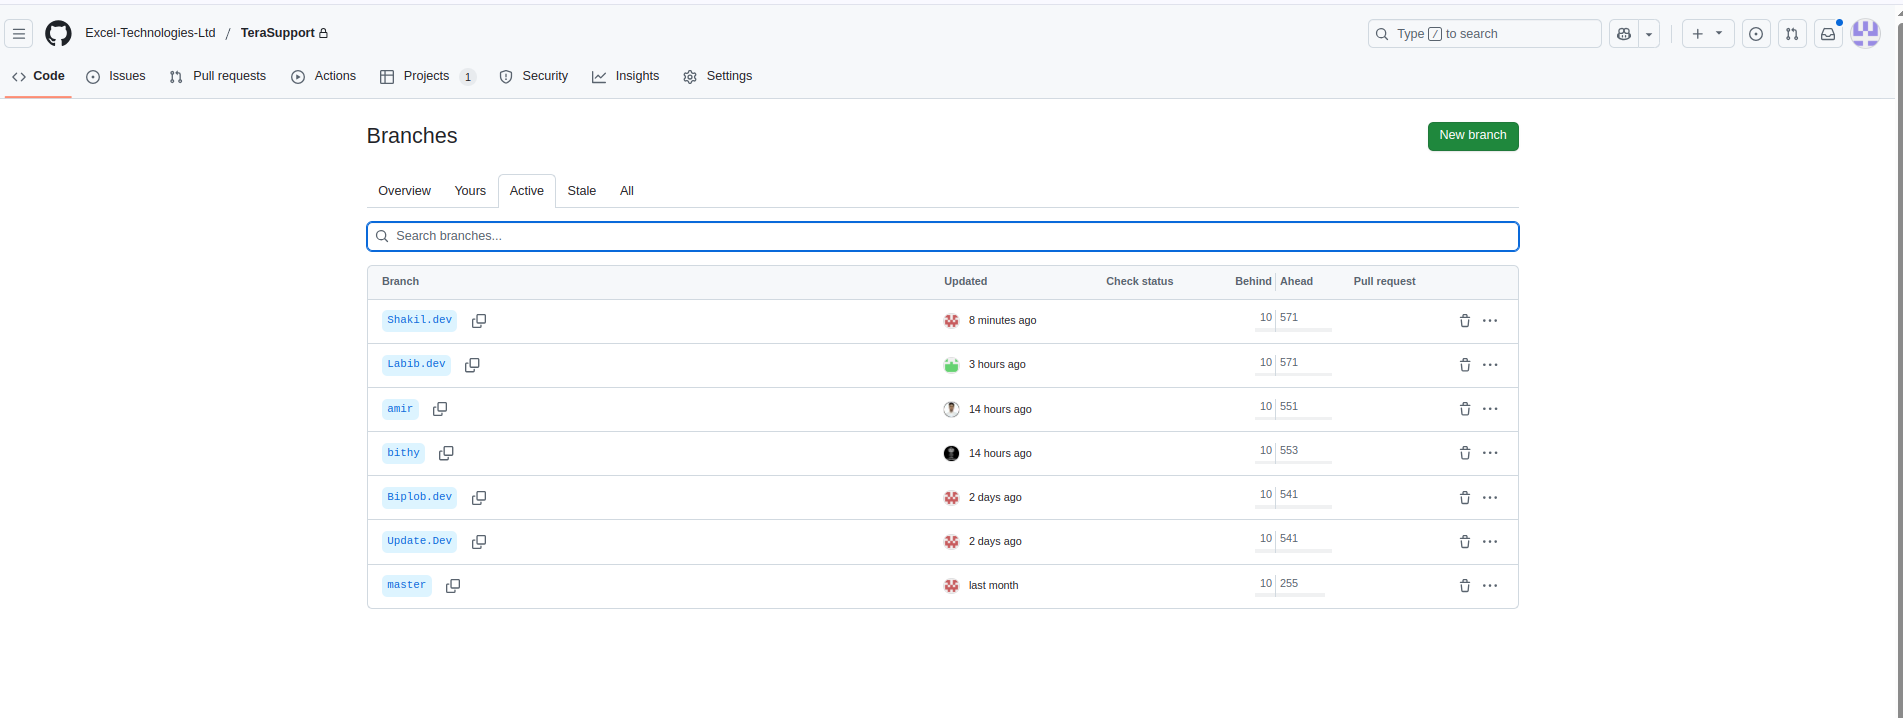 Excel-Technologies-Ltd / TeraSupport
Type / to search
Code Issues Pull requests Actions Projects 1 Security Insights Settings
Branches
New branch
Overview Yours Active Stale All
Search branches...
Branch Updated Check status Behind Ahead Pull request
Shakil.dev 8 minutes ago 10 571
Labib.dev 3 hours ago 10 571
amir 14 hours ago 10 551
bithy 14 hours ago 10 553
Biplob.dev 2 days ago 10 541
Update.Dev 2 days ago 10 541
master last month 10 255